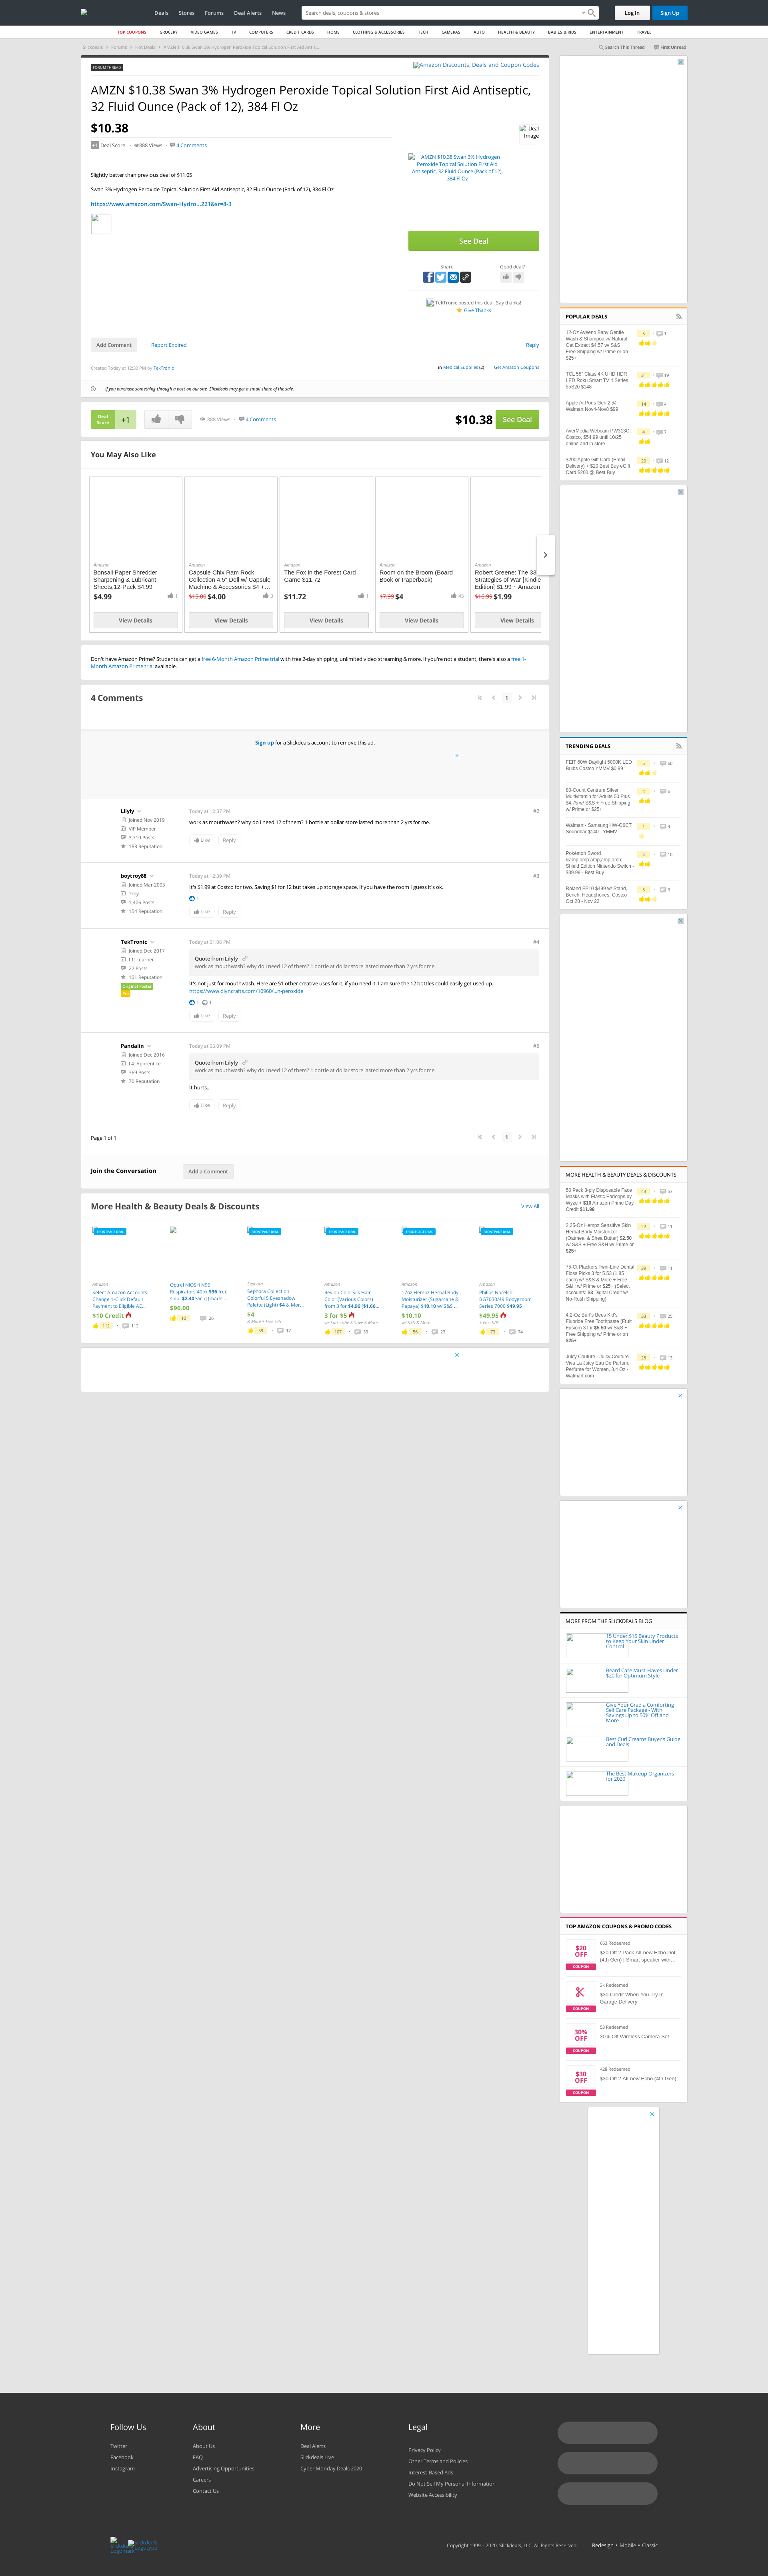 Deals Stores Forums Deal Alerts News Search deals, coupons & stores Log In Sign Up
TOP COUPONS GROCERY VIDEO GAMES TV COMPUTERS CREDIT CARDS HOME CLOTHING & ACCESSORIES TECH CAMERAS AUTO HEALTH & BEAUTY BABIES & KIDS ENTERTAINMENT TRAVEL
Slickdeals › Forums › Hot Deals › AMZN $10.38 Swan 3% Hydrogen Peroxide Topical Solution First Aid Antis...
Search This Thread First Unread
FORUM THREAD
Amazon Discounts, Deals and Coupon Codes
AMZN $10.38 Swan 3% Hydrogen Peroxide Topical Solution First Aid Antiseptic,
32 Fluid Ounce (Pack of 12), 384 Fl Oz
$10.38
Deal Image
+1 Deal Score 888 Views 4 Comments
AMZN $10.38 Swan 3% Hydrogen
Peroxide Topical Solution First Aid
Antiseptic, 32 Fluid Ounce (Pack of 12),
384 Fl Oz
Slightly better than previous deal of $11.05
Swan 3% Hydrogen Peroxide Topical Solution First Aid Antiseptic, 32 Fluid Ounce (Pack of 12), 384 Fl Oz
https://www.amazon.com/Swan-Hydro...221&sr=8-3
See Deal
Share Good deal?
TekTronic posted this deal. Say thanks!
Give Thanks
Add Comment Report Expired Reply
Created Today at 12:30 PM by TekTronic
in Medical Supplies (2) Get Amazon Coupons
If you purchase something through a post on our site, Slickdeals may get a small share of the sale.
Deal Score +1 888 Views 4 Comments $10.38 See Deal
You May Also Like
Amazon
Bonsaii Paper Shredder
Sharpening & Lubricant
Sheets,12-Pack $4.99
$4.99 1
View Details
Amazon
Capsule Chix Ram Rock
Collection 4.5" Doll w/ Capsule
Machine & Accessories $4 +...
$15.00 $4.00 3
View Details
Amazon
The Fox in the Forest Card
Game $11.72
$11.72 1
View Details
Amazon
Room on the Broom (Board
Book or Paperback)
$7.99 $4 45
View Details
Amazon
Robert Greene: The 33
Strategies of War [Kindle
Edition] $1.99 ~ Amazon
$16.99 $1.99
View Details
Don't have Amazon Prime? Students can get a free 6-Month Amazon Prime trial with free 2-day shipping, unlimited video streaming & more. If you're not a student, there's also a free 1-
Month Amazon Prime trial available.
4 Comments 1
Sign up for a Slickdeals account to remove this ad.
Lilyly
Joined Nov 2019
VIP Member
3,719 Posts
183 Reputation
Today at 12:37 PM #2
work as mouthwash? why do i need 12 of them? 1 bottle at dollar store lasted more than 2 yrs for me.
Like Reply
boytroy88
Joined Mar 2005
Troy
1,406 Posts
154 Reputation
Today at 12:39 PM #3
It's $1.99 at Costco for two. Saving $1 for 12 but takes up storage space. If you have the room I guess it's ok.
1
Like Reply
TekTronic
Joined Dec 2017
L1: Learner
22 Posts
101 Reputation
Original Poster
Pro
Today at 01:06 PM #4
Quote from Lilyly
work as mouthwash? why do i need 12 of them? 1 bottle at dollar store lasted more than 2 yrs for me.
It's not just for mouthwash. Here are 51 other creative uses for it, if you need it. I am sure the 12 bottles could easily get used up.
https://www.diyncrafts.com/10960/...n-peroxide
1 1
Like Reply
Pandalin
Joined Dec 2016
L4: Apprentice
369 Posts
70 Reputation
Today at 06:09 PM #5
Quote from Lilyly
work as mouthwash? why do i need 12 of them? 1 bottle at dollar store lasted more than 2 yrs for me.
It hurts..
Like Reply
Page 1 of 1 1
Join the Conversation Add a Comment
More Health & Beauty Deals & Discounts View All
FRONTPAGE DEAL
Amazon
Select Amazon Accounts:
Change 1-Click Default
Payment to Eligible AE...
$10 Credit
112 112
Optrel NIOSH N95
Respirators 40pk $96 free
ship [$2.40each] (made ...
$96.00
10 26
FRONTPAGE DEAL
Sephora
Sephora Collection
Colorful 5 Eyeshadow
Palette (Light) $4 & Mor...
$4
& More + Free S/H
59 17
FRONTPAGE DEAL
Amazon
Revlon ColorSilk Hair
Color (Various Colors)
from 3 for $4.96 ($1.66...
3 for $5
w/ Subscribe & Save & More
107 33
FRONTPAGE DEAL
Amazon
17oz Hempz Herbal Body
Moisturizer (Sugarcane &
Papaya) $10.10 w/ S&S ...
$10.10
w/ S&S & More
50 23
FRONTPAGE DEAL
Amazon
Philips Norelco
BG7030/49 Bodygroom
Series 7000 $49.95
$49.95
+ Free S/H
73 74
POPULAR DEALS
12-Oz Aveeno Baby Gentle
Wash & Shampoo w/ Natural
Oat Extract $4.57 w/ S&S +
Free Shipping w/ Prime or on
$25+
5 1
TCL 55" Class 4K UHD HDR
LED Roku Smart TV 4 Series
55S20 $148
31 19
Apple AirPods Gen 2 @
Walmart Nov4-Nov8 $99
14 4
AverMedia Webcam PW313C,
Costco, $54.99 until 10/25
online and In store
4 7
$200 Apple Gift Card (Email
Delivery) + $20 Best Buy eGift
Card $200 @ Best Buy
20 12
TRENDING DEALS
FEIT 60W Daylight 5000K LED
Bulbs Costco YMMV $0.99
5 60
80-Count Centrum Silver
Multivitamin for Adults 50 Plus
$4.75 w/ S&S + Free Shipping
w/ Prime or $25+
4 6
Walmart - Samsung HW-Q6CT
Soundbar $140 - YMMV
1 9
Pokémon Sword
&amp;amp;amp;amp;amp;
Shield Edition Nintendo Switch -
$39.99 - Best Buy
4 10
Roland FP10 $499 w/ Stand,
Bench, Headphones, Costco
Oct 28 - Nov 22
5 3
MORE HEALTH & BEAUTY DEALS & DISCOUNTS
50 Pack 3-ply Disposable Face
Masks with Elastic Earloops by
Wyze + $10 Amazon Prime Day
Credit $11.99
43 53
2.25-Oz Hempz Sensitive Skin
Herbal Body Moisturizer
(Oatmeal & Shea Butter) $2.50
w/ S&S + Free S&H w/ Prime or
$25+
22 11
75-Ct Plackers Twin-Line Dental
Floss Picks 3 for 5.53 (1.85
each) w/ S&S & More + Free
S&H w/ Prime or $25+ (Select
accounts: $3 Digital Credit w/
No Rush Shipping)
39 11
4.2-Oz Burt's Bees Kid's
Fluoride Free Toothpaste (Fruit
Fusion) 3 for $5.50 w/ S&S +
Free Shipping w/ Prime or on
$25+
33 25
Juicy Couture - Juicy Couture
Viva La Juicy Eau De Parfum,
Perfume for Women, 3.4 Oz -
Walmart.com
28 13
MORE FROM THE SLICKDEALS BLOG
15 Under $15 Beauty Products
to Keep Your Skin Under
Control
Beard Care Must-Haves Under
$20 for Optimum Style
Give Your Grad a Comforting
Self Care Package - With
Savings Up to 50% Off and
More
Best Curl Creams Buyer's Guide
and Deals
The Best Makeup Organizers
for 2020
TOP AMAZON COUPONS & PROMO CODES
$20 OFF COUPON
663 Redeemed
$20 Off 2 Pack All-new Echo Dot
(4th Gen) | Smart speaker with...
COUPON
3k Redeemed
$30 Credit When You Try In-
Garage Delivery
30% OFF COUPON
53 Redeemed
30% Off Wireless Camera Set
$30 OFF COUPON
428 Redeemed
$30 Off 2 All-new Echo (4th Gen)
Follow Us
Twitter
Facebook
Instagram
About
About Us
FAQ
Advertising Opportunities
Careers
Contact Us
More
Deal Alerts
Slickdeals Live
Cyber Monday Deals 2020
Legal
Privacy Policy
Other Terms and Policies
Interest-Based Ads
Do Not Sell My Personal Information
Website Accessibility
Copyright 1999 - 2020. Slickdeals, LLC. All Rights Reserved. Redesign • Mobile • Classic